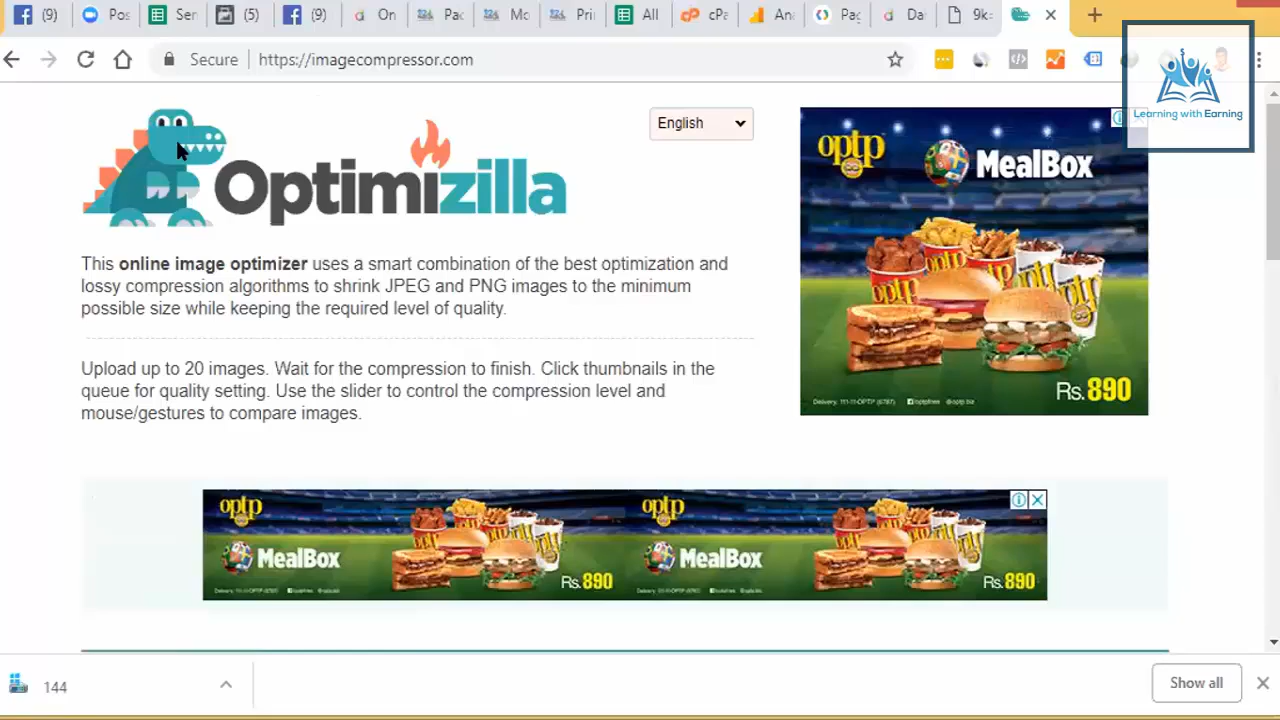 (9) Pos Ser (5) (9) On Pac Mo Pri All cPa Ana Pag Dai 9k
Secure https://imagecompressor.com
Learning with Earning
English
Optimizilla
optp MealBox
Rs.890
This online image optimizer uses a smart combination of the best optimization and
lossy compression algorithms to shrink JPEG and PNG images to the minimum
possible size while keeping the required level of quality.
Upload up to 20 images. Wait for the compression to finish. Click thumbnails in the
queue for quality setting. Use the slider to control the compression level and
mouse/gestures to compare images.
optp optp
MealBox Rs.890 MealBox Rs.890
144 Show all